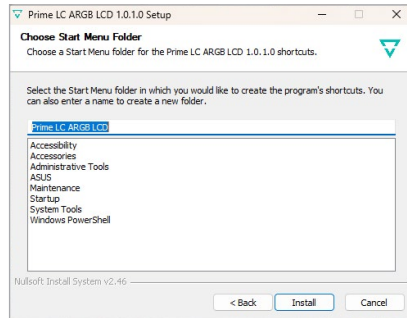 Prime LC ARGB LCD 1.0.1.0 Setup
Choose Start Menu Folder
Choose a Start Menu folder for the Prime LC ARGB LCD 1.0.1.0 shortcuts.
Select the Start Menu folder in which you would like to create the program's shortcuts. You
can also enter a name to create a new folder.
Prime LC ARGB LCD
Accessibility
Accessories
Administrative Tools
ASUS
Maintenance
Startup
System Tools
Windows PowerShell
Nullsoft Install System v2.46
< Back Install Cancel